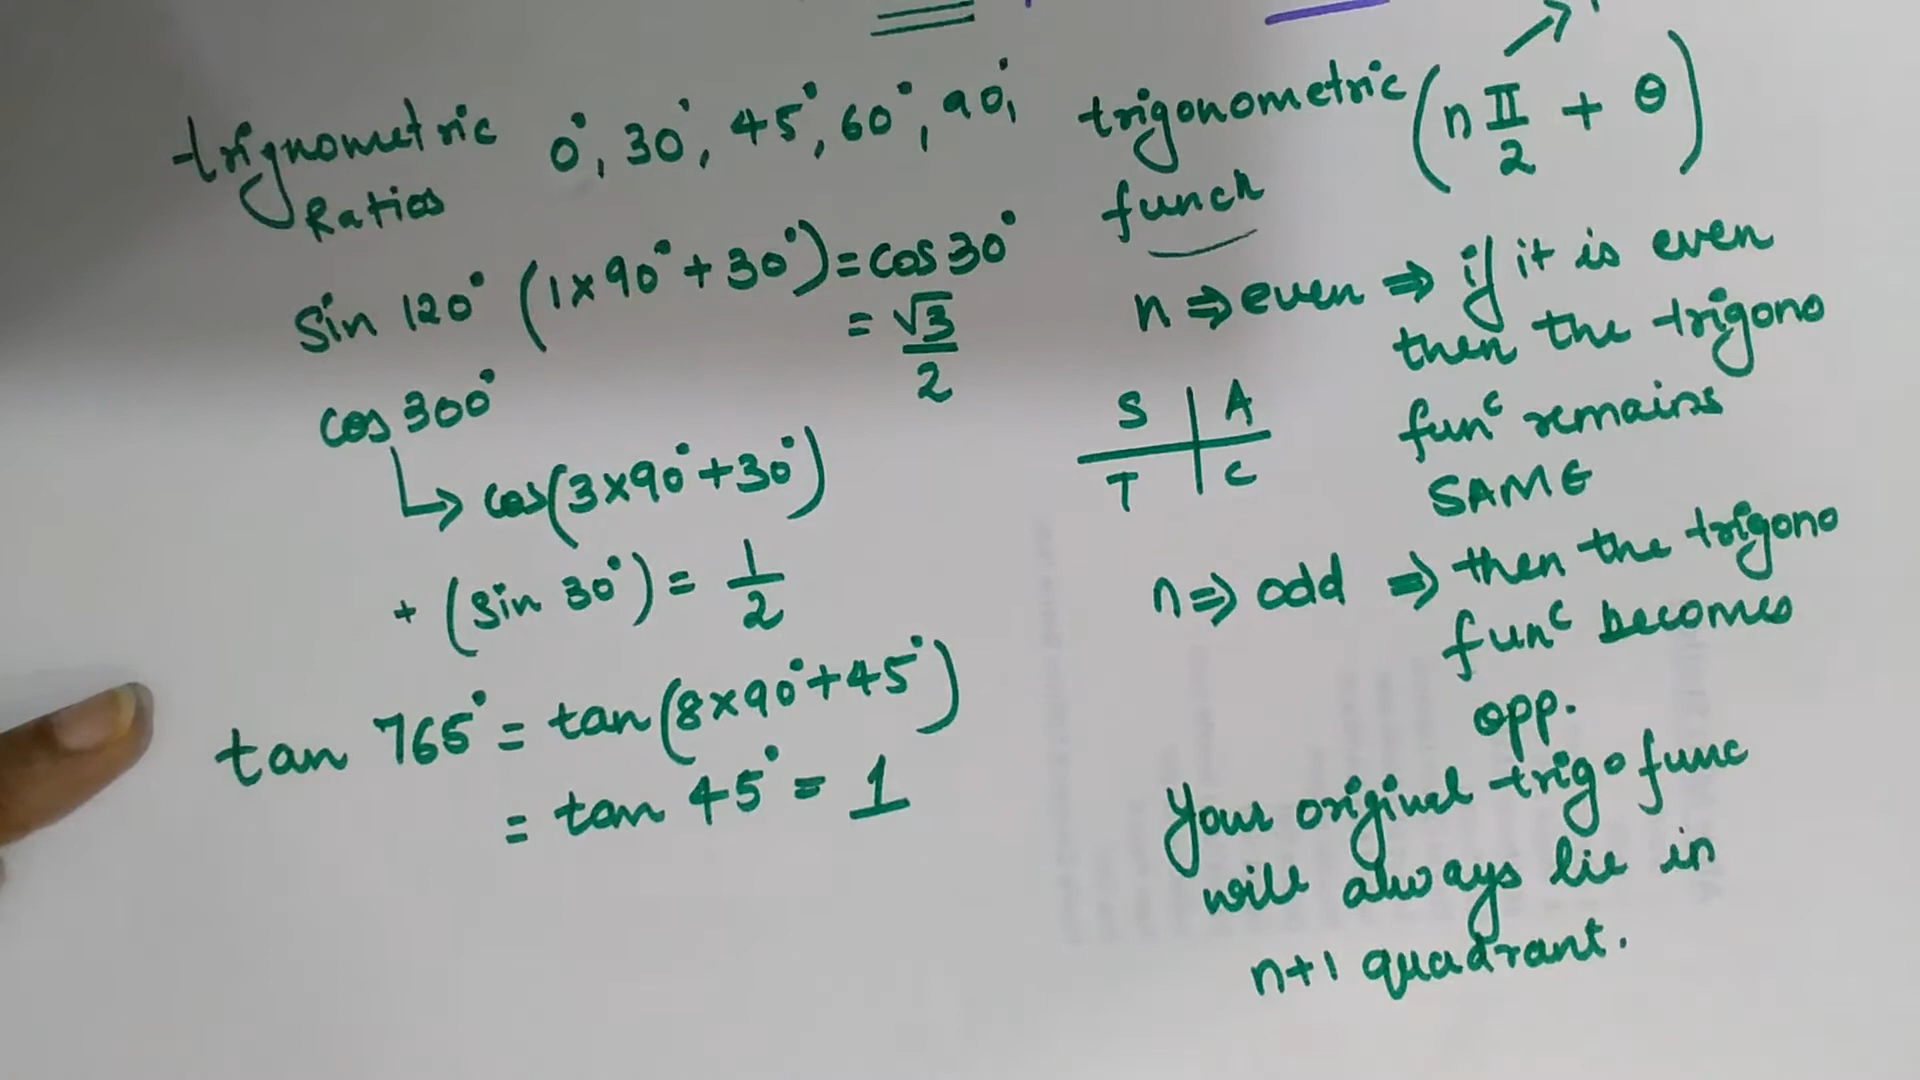 trignometric 0°, 30°, 45°, 60°, 90°,
Ratios
Sin 120° (1×90°+30°)=cos 30°
= √3/2
cos 300°
↳ cos(3×90°+30°)
+ (sin 30°) = 1/2
tan 765° = tan(8×90°+45°)
= tan 45° = 1
trigonometric (n π/2 + θ)
funcn
n ⇒ even ⇒ if it is even
then the trigono
funᶜ remains
SAME
S | A
T | C
n ⇒ odd ⇒ then the trigono
funᶜ becomes
opp.
Your original trigo func
will always lie in
n+1 quadrant.